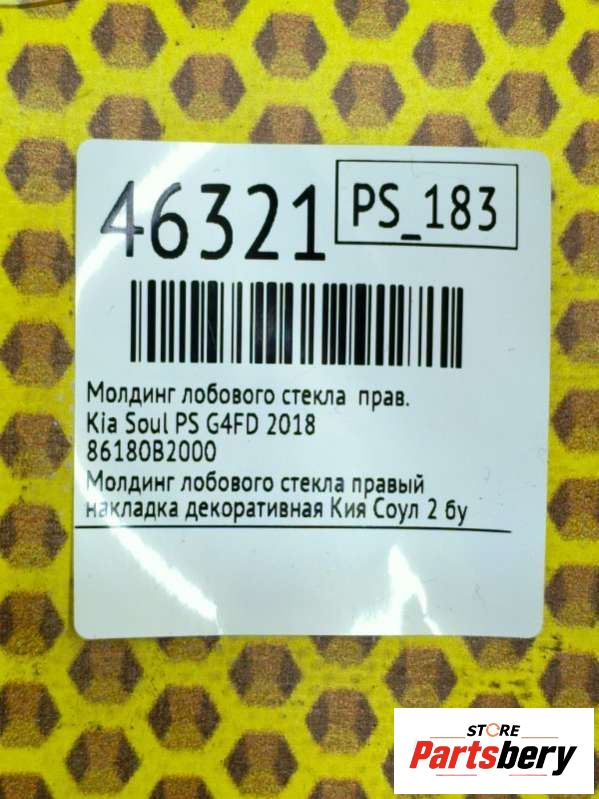 46321
PS_183
Молдинг лобового стекла прав.
Kia Soul PS G4FD 2018
86180B2000
Молдинг лобового стекла правый
накладка декоративная Кия Соул 2 бу
STORE
Partsbery